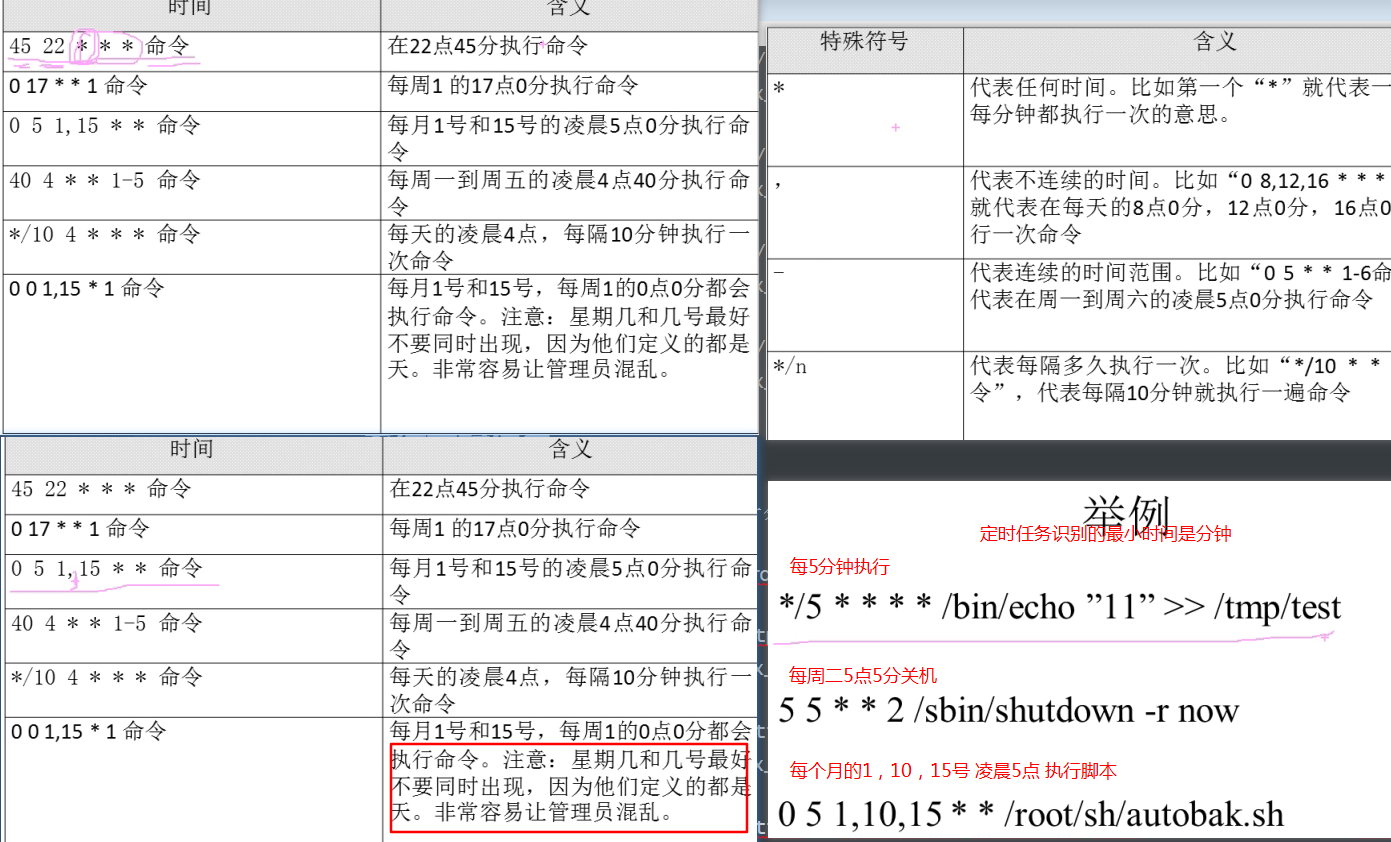 时间 含义
45 22 * * * 命令 在22点45分执行命令
0 17 * * 1 命令 每周1 的17点0分执行命令
0 5 1,15 * * 命令 每月1号和15号的凌晨5点0分执行命
令
40 4 * * 1-5 命令 每周一到周五的凌晨4点40分执行命
令
*/10 4 * * * 命令 每天的凌晨4点，每隔10分钟执行一
次命令
0 0 1,15 * 1 命令 每月1号和15号，每周1的0点0分都会
执行命令。注意：星期几和几号最好
不要同时出现，因为他们定义的都是
天。非常容易让管理员混乱。
特殊符号 含义
* 代表任何时间。比如第一个“*”就代表一
每分钟都执行一次的意思。
， 代表不连续的时间。比如“0 8,12,16 * * *
就代表在每天的8点0分，12点0分，16点0
行一次命令
- 代表连续的时间范围。比如“0 5 * * 1-6命
代表在周一到周六的凌晨5点0分执行命令
*/n 代表每隔多久执行一次。比如“*/10 * *
令”，代表每隔10分钟就执行一遍命令
时间 含义
45 22 * * * 命令 在22点45分执行命令
0 17 * * 1 命令 每周1 的17点0分执行命令
0 5 1,15 * * 命令 每月1号和15号的凌晨5点0分执行命
令
40 4 * * 1-5 命令 每周一到周五的凌晨4点40分执行命
令
*/10 4 * * * 命令 每天的凌晨4点，每隔10分钟执行一
次命令
0 0 1,15 * 1 命令 每月1号和15号，每周1的0点0分都会
执行命令。注意：星期几和几号最好
不要同时出现，因为他们定义的都是
天。非常容易让管理员混乱。
举例
定时任务识别的最小时间是分钟
每5分钟执行
*/5 * * * * /bin/echo ”11” >> /tmp/test
每周二5点5分关机
5 5 * * 2 /sbin/shutdown -r now
每个月的1，10，15号 凌晨5点 执行脚本
0 5 1,10,15 * * /root/sh/autobak.sh